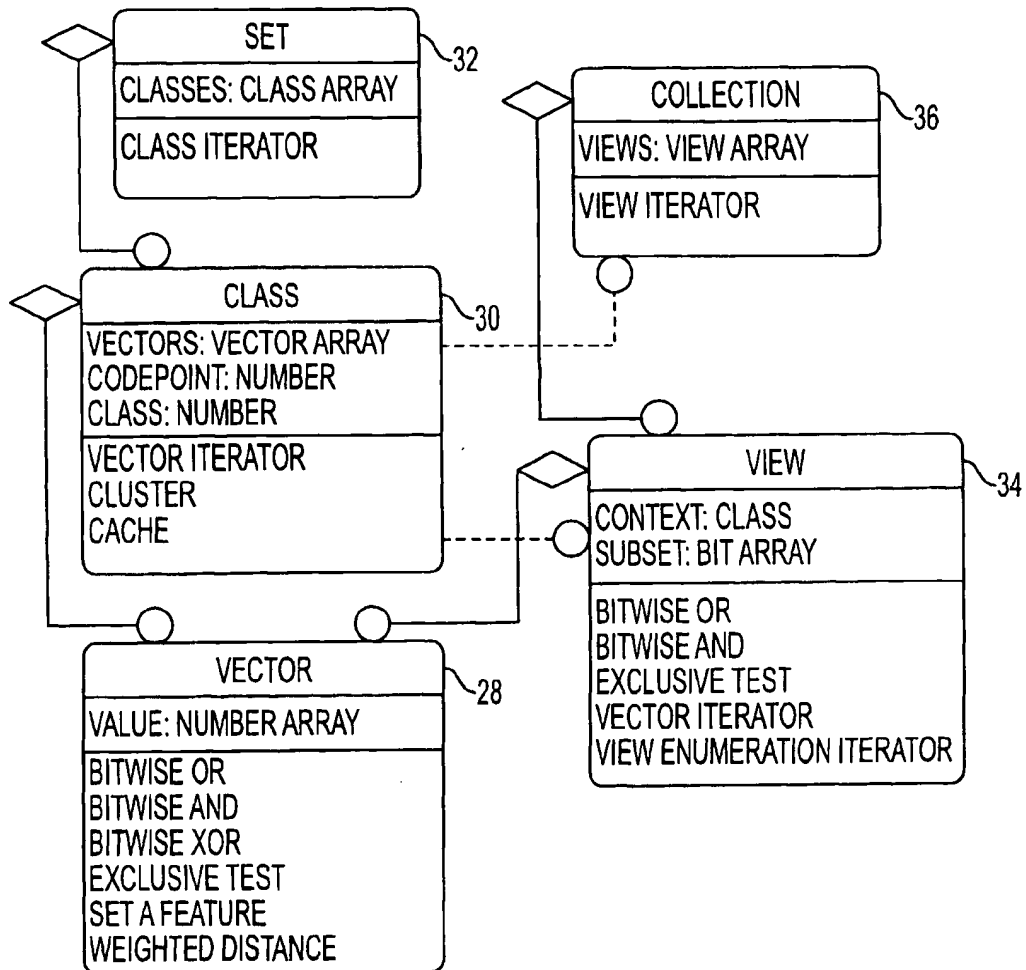 SET
32
CLASSES: CLASS ARRAY
CLASS ITERATOR
COLLECTION
36
VIEWS: VIEW ARRAY
VIEW ITERATOR
CLASS
30
VECTORS: VECTOR ARRAY
CODEPOINT: NUMBER
CLASS: NUMBER
VECTOR ITERATOR
CLUSTER
CACHE
VIEW
34
CONTEXT: CLASS
SUBSET: BIT ARRAY
BITWISE OR
BITWISE AND
EXCLUSIVE TEST
VECTOR ITERATOR
VIEW ENUMERATION ITERATOR
VECTOR
28
VALUE: NUMBER ARRAY
BITWISE OR
BITWISE AND
BITWISE XOR
EXCLUSIVE TEST
SET A FEATURE
WEIGHTED DISTANCE